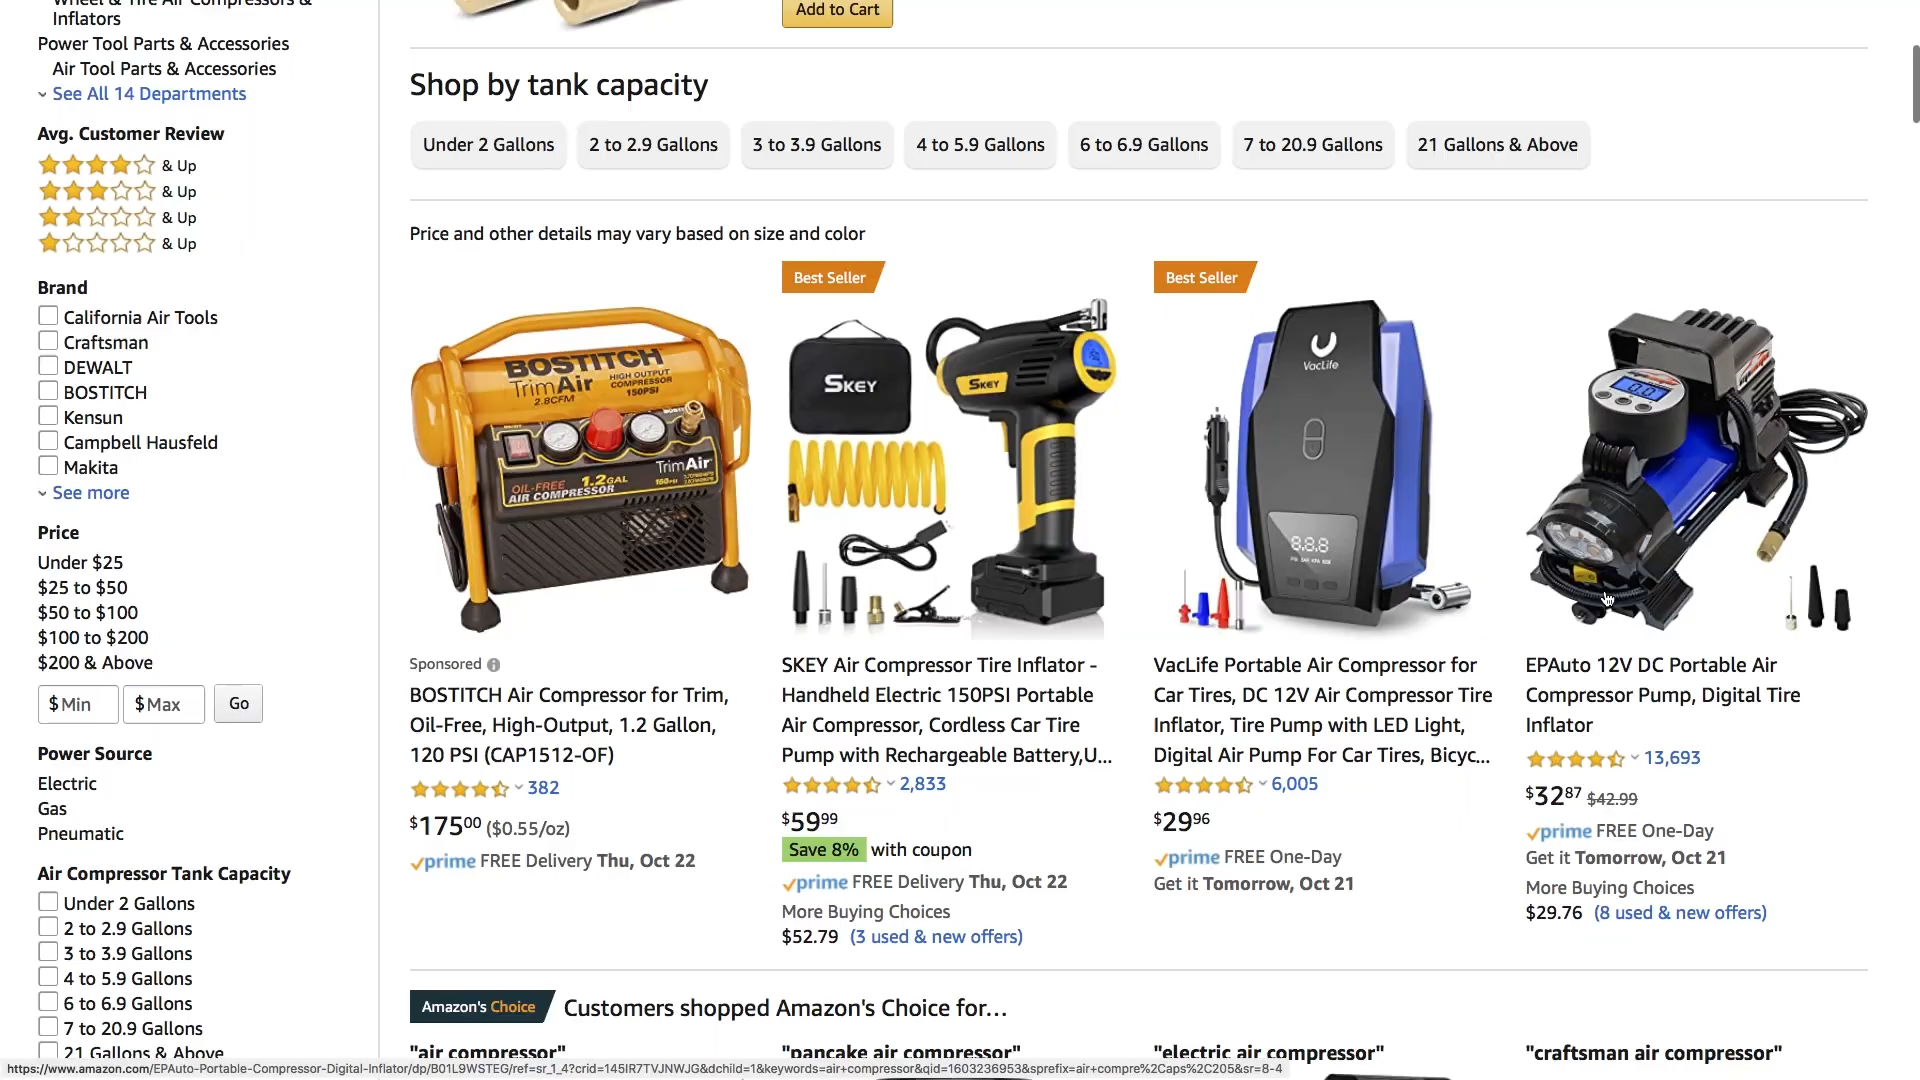 Wheel & Tire Air Compressors &
Inflators
Power Tool Parts & Accessories
Air Tool Parts & Accessories
See All 14 Departments
Avg. Customer Review
& Up
& Up
& Up
& Up
Brand
California Air Tools
Craftsman
DEWALT
BOSTITCH
Kensun
Campbell Hausfeld
Makita
See more
Price
Under $25
$25 to $50
$50 to $100
$100 to $200
$200 & Above
$ Min $ Max Go
Power Source
Electric
Gas
Pneumatic
Air Compressor Tank Capacity
Under 2 Gallons
2 to 2.9 Gallons
3 to 3.9 Gallons
4 to 5.9 Gallons
6 to 6.9 Gallons
7 to 20.9 Gallons
21 Gallons & Above
Add to Cart
Shop by tank capacity
Under 2 Gallons 2 to 2.9 Gallons 3 to 3.9 Gallons 4 to 5.9 Gallons 6 to 6.9 Gallons 7 to 20.9 Gallons 21 Gallons & Above
Price and other details may vary based on size and color
BOSTITCH
TrimAir HIGH OUTPUT
COMPRESSOR
2.8CFM 150PSI
TrimAir
OIL-FREE 1.2GAL 150PSI
AIR COMPRESSOR
Sponsored
BOSTITCH Air Compressor for Trim,
Oil-Free, High-Output, 1.2 Gallon,
120 PSI (CAP1512-OF)
382
$17500 ($0.55/oz)
prime FREE Delivery Thu, Oct 22
Best Seller
SKEY
SKEY
SKEY Air Compressor Tire Inflator -
Handheld Electric 150PSI Portable
Air Compressor, Cordless Car Tire
Pump with Rechargeable Battery,U...
2,833
$5999
Save 8% with coupon
prime FREE Delivery Thu, Oct 22
More Buying Choices
$52.79 (3 used & new offers)
Best Seller
VacLife
8.8.8
VacLife Portable Air Compressor for
Car Tires, DC 12V Air Compressor Tire
Inflator, Tire Pump with LED Light,
Digital Air Pump For Car Tires, Bicyc...
6,005
$2996
prime FREE One-Day
Get it Tomorrow, Oct 21
0.0
EPAuto 12V DC Portable Air
Compressor Pump, Digital Tire
Inflator
13,693
$3287 $42.99
prime FREE One-Day
Get it Tomorrow, Oct 21
More Buying Choices
$29.76 (8 used & new offers)
Amazon's Choice Customers shopped Amazon's Choice for…
"air compressor" "pancake air compressor" "electric air compressor" "craftsman air compressor"
https://www.amazon.com/EPAuto-Portable-Compressor-Digital-Inflator/dp/B01L9WSTEG/ref=sr_1_4?crid=145IR7TVJNWJG&dchild=1&keywords=air+compressor&qid=1603236953&sprefix=air+compre%2Caps%2C205&sr=8-4